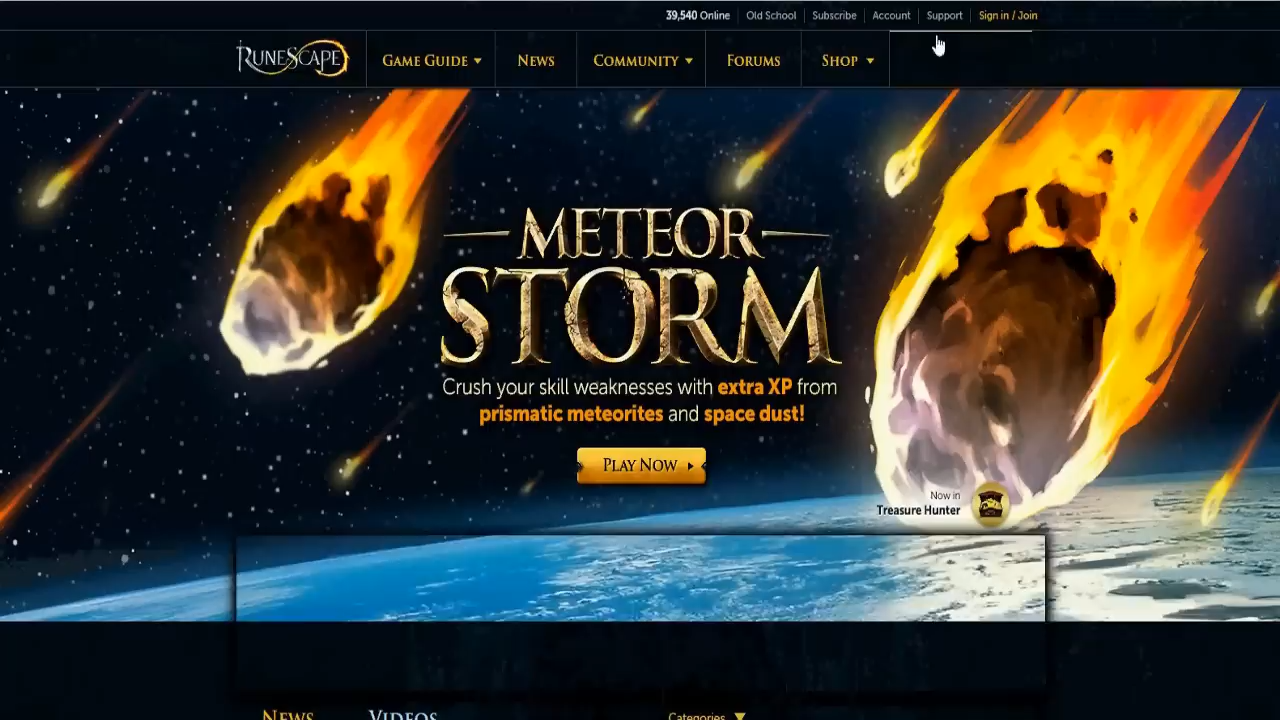 39,540 Online Old School Subscribe Account Support Sign in / Join
RUNESCAPE GAME GUIDE NEWS COMMUNITY FORUMS SHOP
METEOR
STORM
Crush your skill weaknesses with extra XP from
prismatic meteorites and space dust!
PLAY NOW
Now in
Treasure Hunter
NEWS VIDEOS Categories